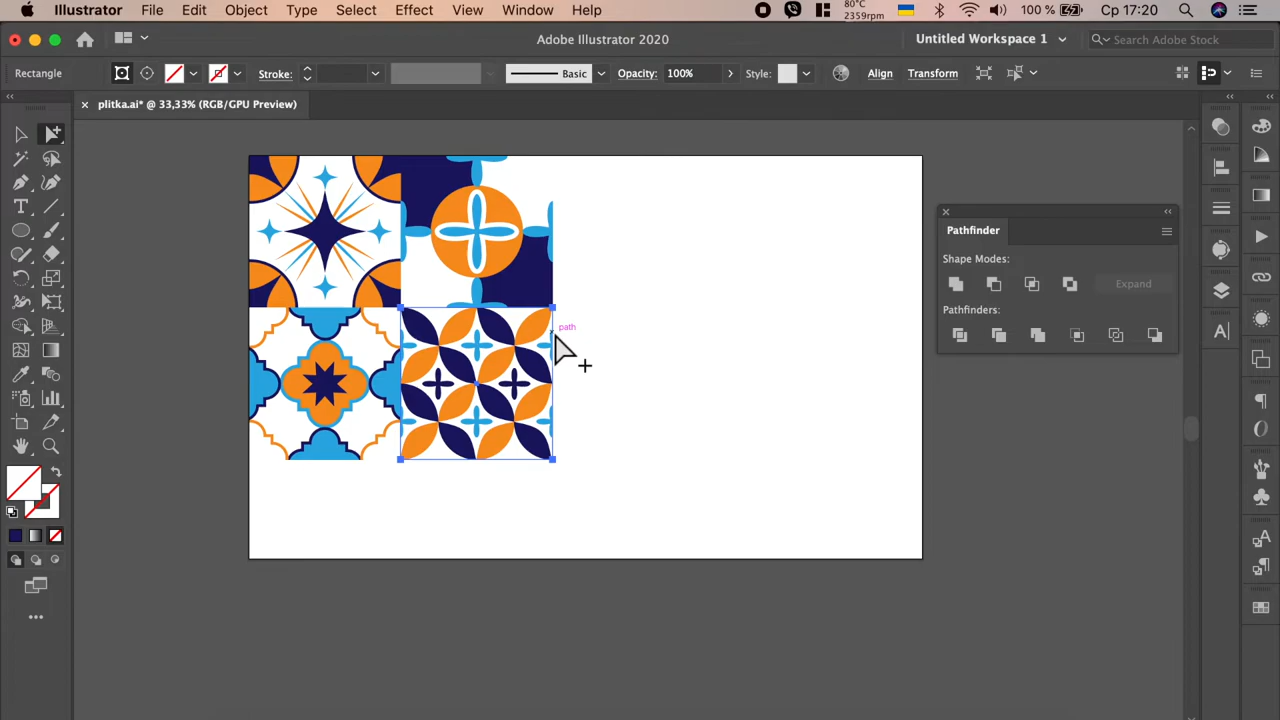 Illustrator File Edit Object Type Select Effect View Window Help 80°C 2359rpm 100 % Ср 17:20
Adobe Illustrator 2020 Untitled Workspace 1 Search Adobe Stock
Rectangle Stroke: Basic Opacity: 100% Style: Align Transform
plitka.ai* @ 33,33% (RGB/GPU Preview)
Pathfinder
Shape Modes:
Expand
Pathfinders:
path